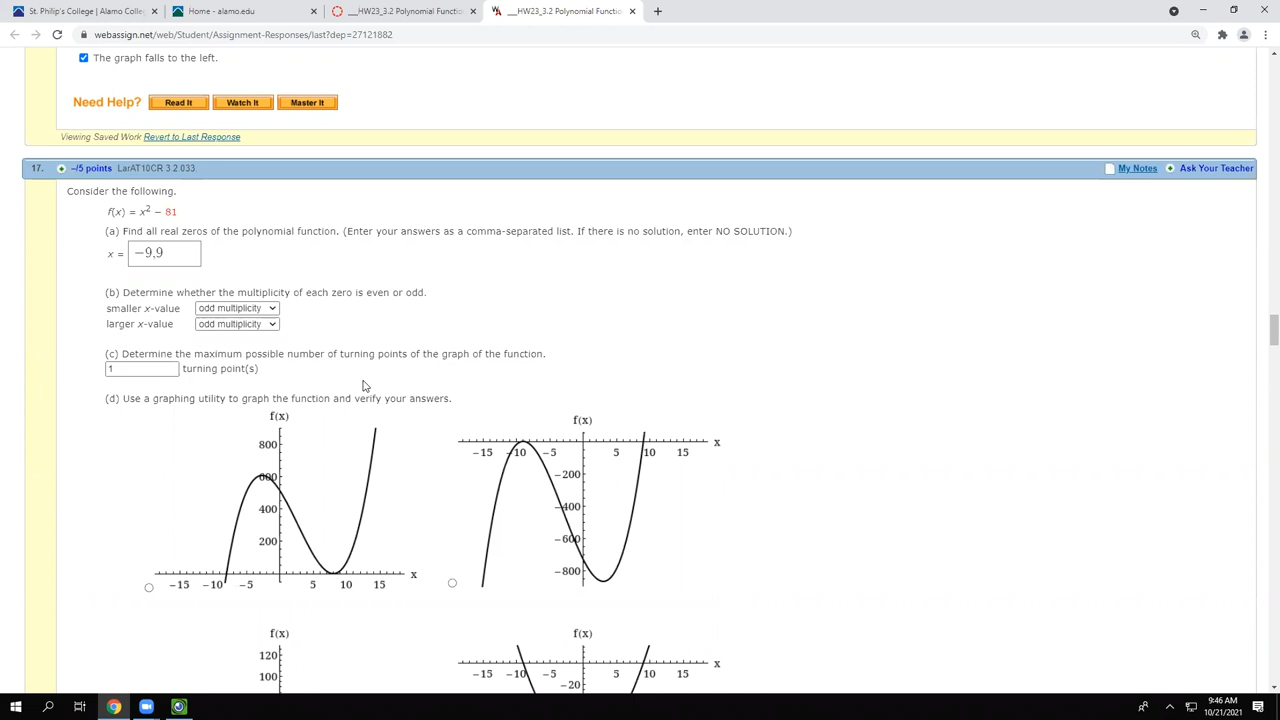 St. Philip's College | Alamo Colle
Home - alamo.edu
__HW23_3.2 Polynomial Functio
__HW23_3.2 Polynomial Functio
webassign.net/web/Student/Assignment-Responses/last?dep=27121882
The graph falls to the left.
Need Help? Read It Watch It Master It
Viewing Saved Work Revert to Last Response
17. –/5 points LarAT10CR 3.2.033 My Notes Ask Your Teacher
Consider the following.
f(x) = x² − 81
(a) Find all real zeros of the polynomial function. (Enter your answers as a comma-separated list. If there is no solution, enter NO SOLUTION.)
x = −9,9
(b) Determine whether the multiplicity of each zero is even or odd.
smaller x-value odd multiplicity
larger x-value odd multiplicity
(c) Determine the maximum possible number of turning points of the graph of the function.
1 turning point(s)
(d) Use a graphing utility to graph the function and verify your answers.
f(x)
800
600
400
200
−15 −10 −5 5 10 15 x
f(x)
−15 −10 −5 5 10 15 x
−200
−400
−600
−800
f(x)
120
100
f(x)
−15 −10 −5 5 10 15 x
−20
9:46 AM
10/21/2021